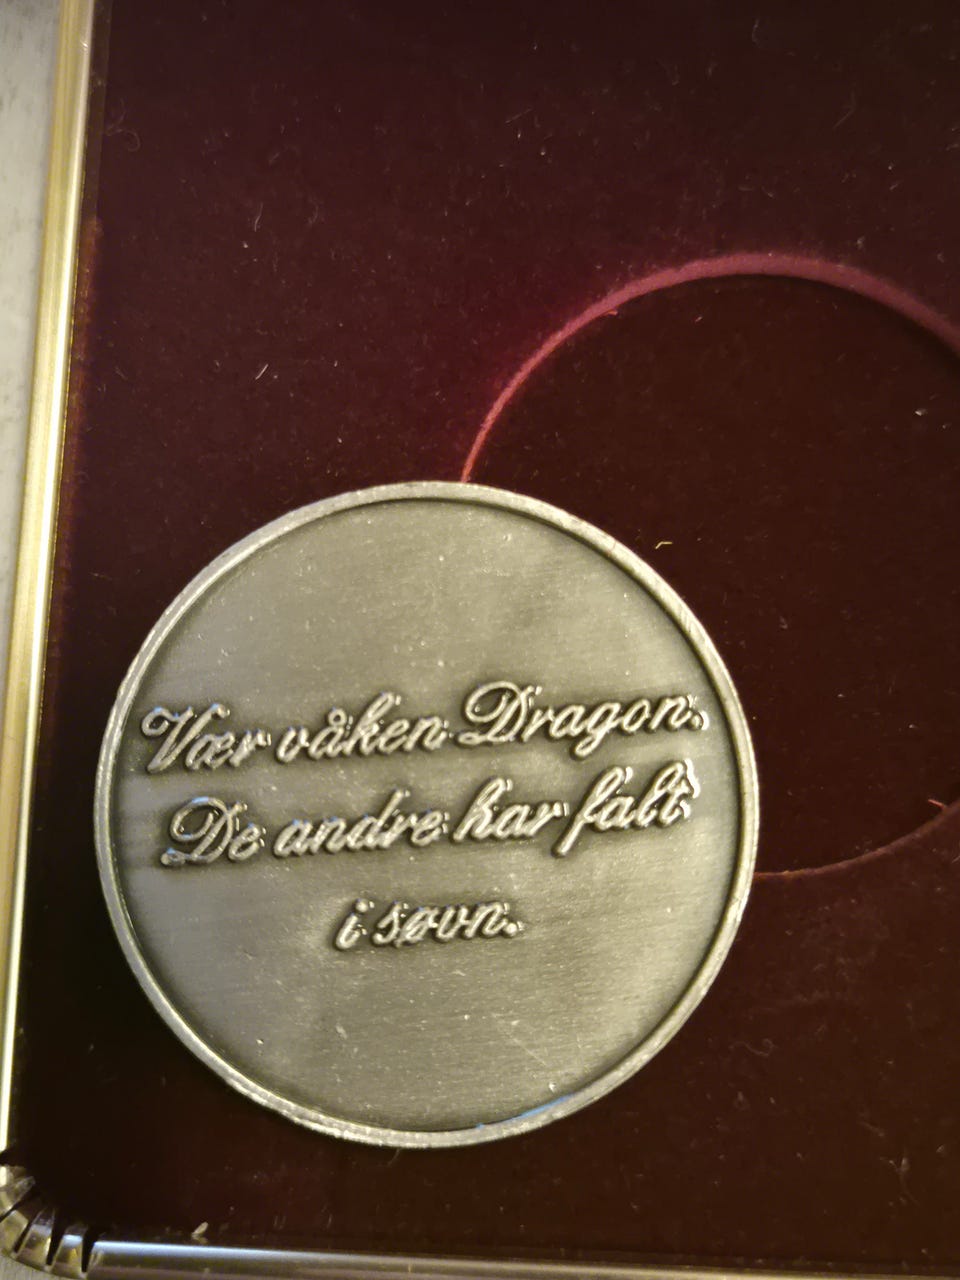 Vær våken Dragon.
De andre har falt
i søvn.